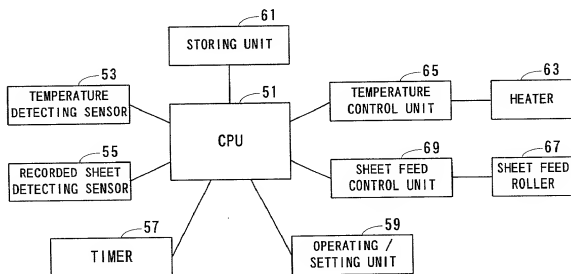 61
STORING UNIT
53
TEMPERATURE
DETECTING SENSOR
51
CPU
65
TEMPERATURE
CONTROL UNIT
63
HEATER
55
RECORDED SHEET
DETECTING SENSOR
69
SHEET FEED
CONTROL UNIT
67
SHEET FEED
ROLLER
57
TIMER
59
OPERATING /
SETTING UNIT